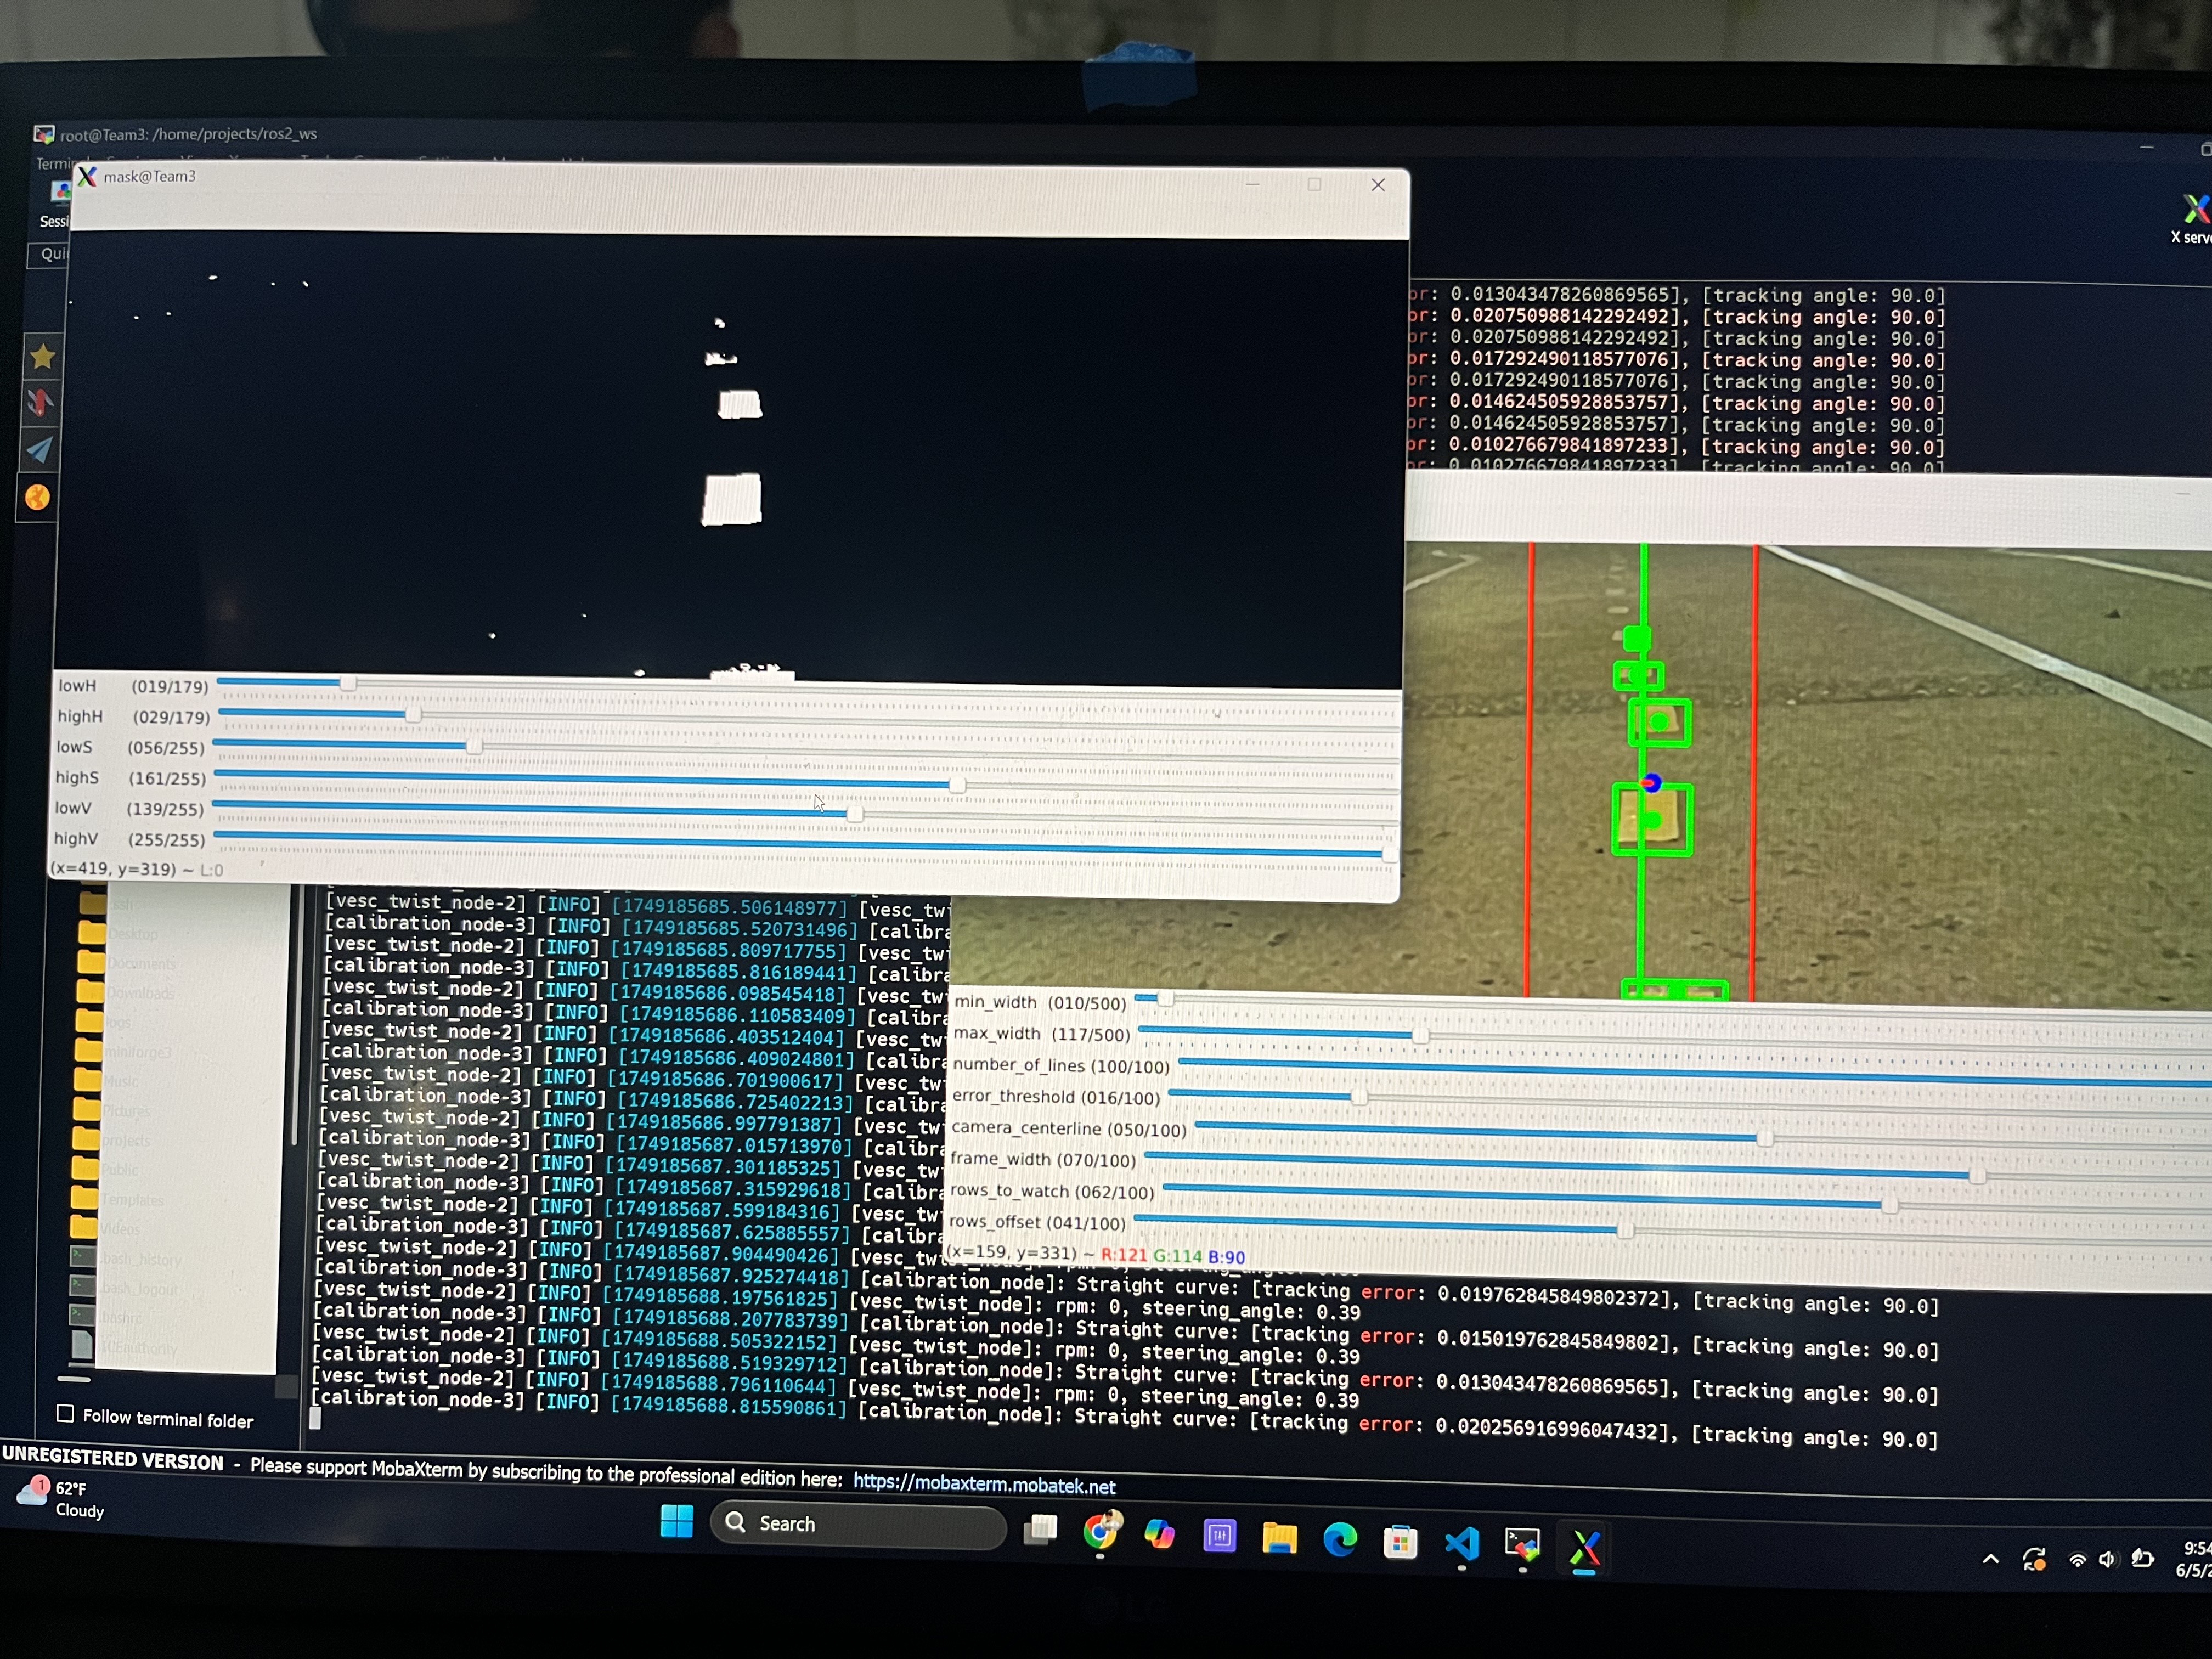 root@Team3: /home/projects/ros2_ws
mask@Team3
X serv
or: 0.013043478260869565], [tracking angle: 90.0]
or: 0.020750988142292492], [tracking angle: 90.0]
or: 0.020750988142292492], [tracking angle: 90.0]
or: 0.017292490118577076], [tracking angle: 90.0]
or: 0.017292490118577076], [tracking angle: 90.0]
or: 0.014624505928853757], [tracking angle: 90.0]
or: 0.014624505928853757], [tracking angle: 90.0]
or: 0.010276679841897233], [tracking angle: 90.0]
or: 0.010276679841897233], [tracking angle: 90.0]
lowH (019/179)
highH (029/179)
lowS (056/255)
highS (161/255)
lowV (139/255)
highV (255/255)
(x=419, y=319) ~ L:0
Desktop
Documents
Downloads
logs
miniforge3
Music
Pictures
projects
Public
Templates
Videos
.bash_history
.bash_logout
.bashrc
.ICEauthority
[vesc_twist_node-2] [INFO] [1749185685.506148977] [vesc_tw
[calibration_node-3] [INFO] [1749185685.520731496] [calibra
[vesc_twist_node-2] [INFO] [1749185685.809717755] [vesc_tw
[calibration_node-3] [INFO] [1749185685.816189441] [calibra
[vesc_twist_node-2] [INFO] [1749185686.098545418] [vesc_tw
[calibration_node-3] [INFO] [1749185686.110583409] [calibra
[vesc_twist_node-2] [INFO] [1749185686.403512404] [vesc_tw
[calibration_node-3] [INFO] [1749185686.409024801] [calibra
[vesc_twist_node-2] [INFO] [1749185686.701900617] [vesc_tw
[calibration_node-3] [INFO] [1749185686.725402213] [calibra
[vesc_twist_node-2] [INFO] [1749185686.997791387] [vesc_tw
[calibration_node-3] [INFO] [1749185687.015713970] [calibra
[vesc_twist_node-2] [INFO] [1749185687.301185325] [vesc_tw
[calibration_node-3] [INFO] [1749185687.315929618] [calibra
[vesc_twist_node-2] [INFO] [1749185687.599184316] [vesc_tw
[calibration_node-3] [INFO] [1749185687.625885557] [calibra
[vesc_twist_node-2] [INFO] [1749185687.904490426] [vesc_tw
[calibration_node-3] [INFO] [1749185687.925274418] [calibration_node]: Straight curve: [tracking error: 0.019762845849802372], [tracking angle: 90.0]
[vesc_twist_node-2] [INFO] [1749185688.197561825] [vesc_twist_node]: rpm: 0, steering_angle: 0.39
[calibration_node-3] [INFO] [1749185688.207783739] [calibration_node]: Straight curve: [tracking error: 0.015019762845849802], [tracking angle: 90.0]
[vesc_twist_node-2] [INFO] [1749185688.505322152] [vesc_twist_node]: rpm: 0, steering_angle: 0.39
[calibration_node-3] [INFO] [1749185688.519329712] [calibration_node]: Straight curve: [tracking error: 0.013043478260869565], [tracking angle: 90.0]
[vesc_twist_node-2] [INFO] [1749185688.796110644] [vesc_twist_node]: rpm: 0, steering_angle: 0.39
[calibration_node-3] [INFO] [1749185688.815590861] [calibration_node]: Straight curve: [tracking error: 0.020256916996047432], [tracking angle: 90.0]
min_width (010/500)
max_width (117/500)
number_of_lines (100/100)
error_threshold (016/100)
camera_centerline (050/100)
frame_width (070/100)
rows_to_watch (062/100)
rows_offset (041/100)
(x=159, y=331) ~ R:121 G:114 B:90
Follow terminal folder
UNREGISTERED VERSION - Please support MobaXterm by subscribing to the professional edition here: https://mobaxterm.mobatek.net
1
62°F
Cloudy
Search
9:54
6/5/2
LG